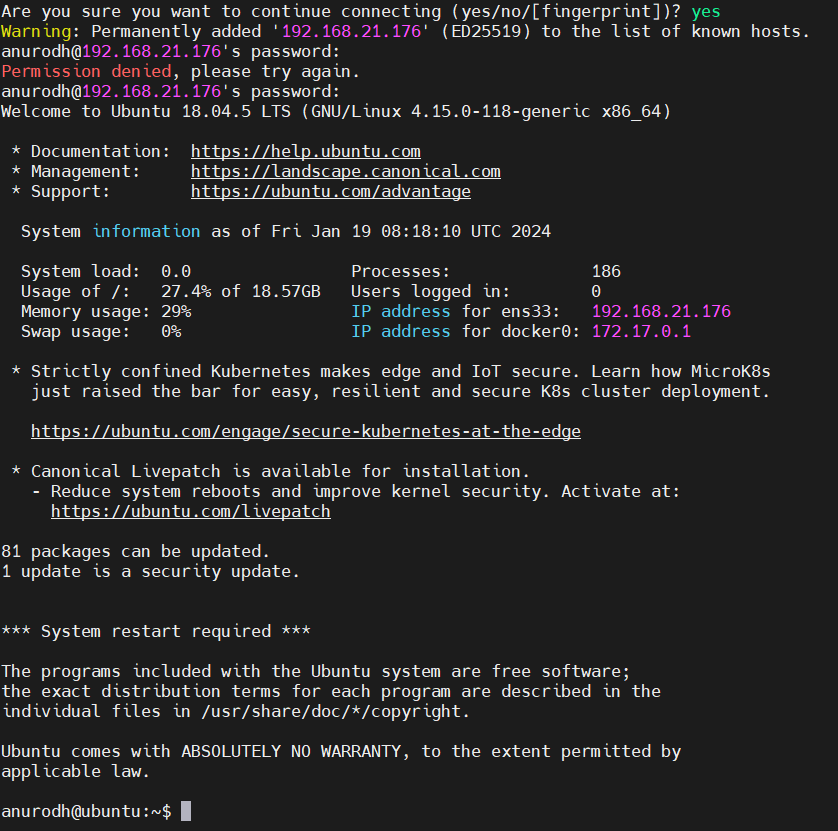 Are you sure you want to continue connecting (yes/no/[fingerprint])? yes
Warning: Permanently added '192.168.21.176' (ED25519) to the list of known hosts.
anurodh@192.168.21.176's password:
Permission denied, please try again.
anurodh@192.168.21.176's password:
Welcome to Ubuntu 18.04.5 LTS (GNU/Linux 4.15.0-118-generic x86_64)

 * Documentation:  https://help.ubuntu.com
 * Management:     https://landscape.canonical.com
 * Support:        https://ubuntu.com/advantage

  System information as of Fri Jan 19 08:18:10 UTC 2024

  System load:  0.0                Processes:              186
  Usage of /:   27.4% of 18.57GB   Users logged in:        0
  Memory usage: 29%                IP address for ens33:   192.168.21.176
  Swap usage:   0%                 IP address for docker0: 172.17.0.1

 * Strictly confined Kubernetes makes edge and IoT secure. Learn how MicroK8s
   just raised the bar for easy, resilient and secure K8s cluster deployment.

   https://ubuntu.com/engage/secure-kubernetes-at-the-edge

 * Canonical Livepatch is available for installation.
   - Reduce system reboots and improve kernel security. Activate at:
     https://ubuntu.com/livepatch

81 packages can be updated.
1 update is a security update.


*** System restart required ***

The programs included with the Ubuntu system are free software;
the exact distribution terms for each program are described in the
individual files in /usr/share/doc/*/copyright.

Ubuntu comes with ABSOLUTELY NO WARRANTY, to the extent permitted by
applicable law.

anurodh@ubuntu:~$